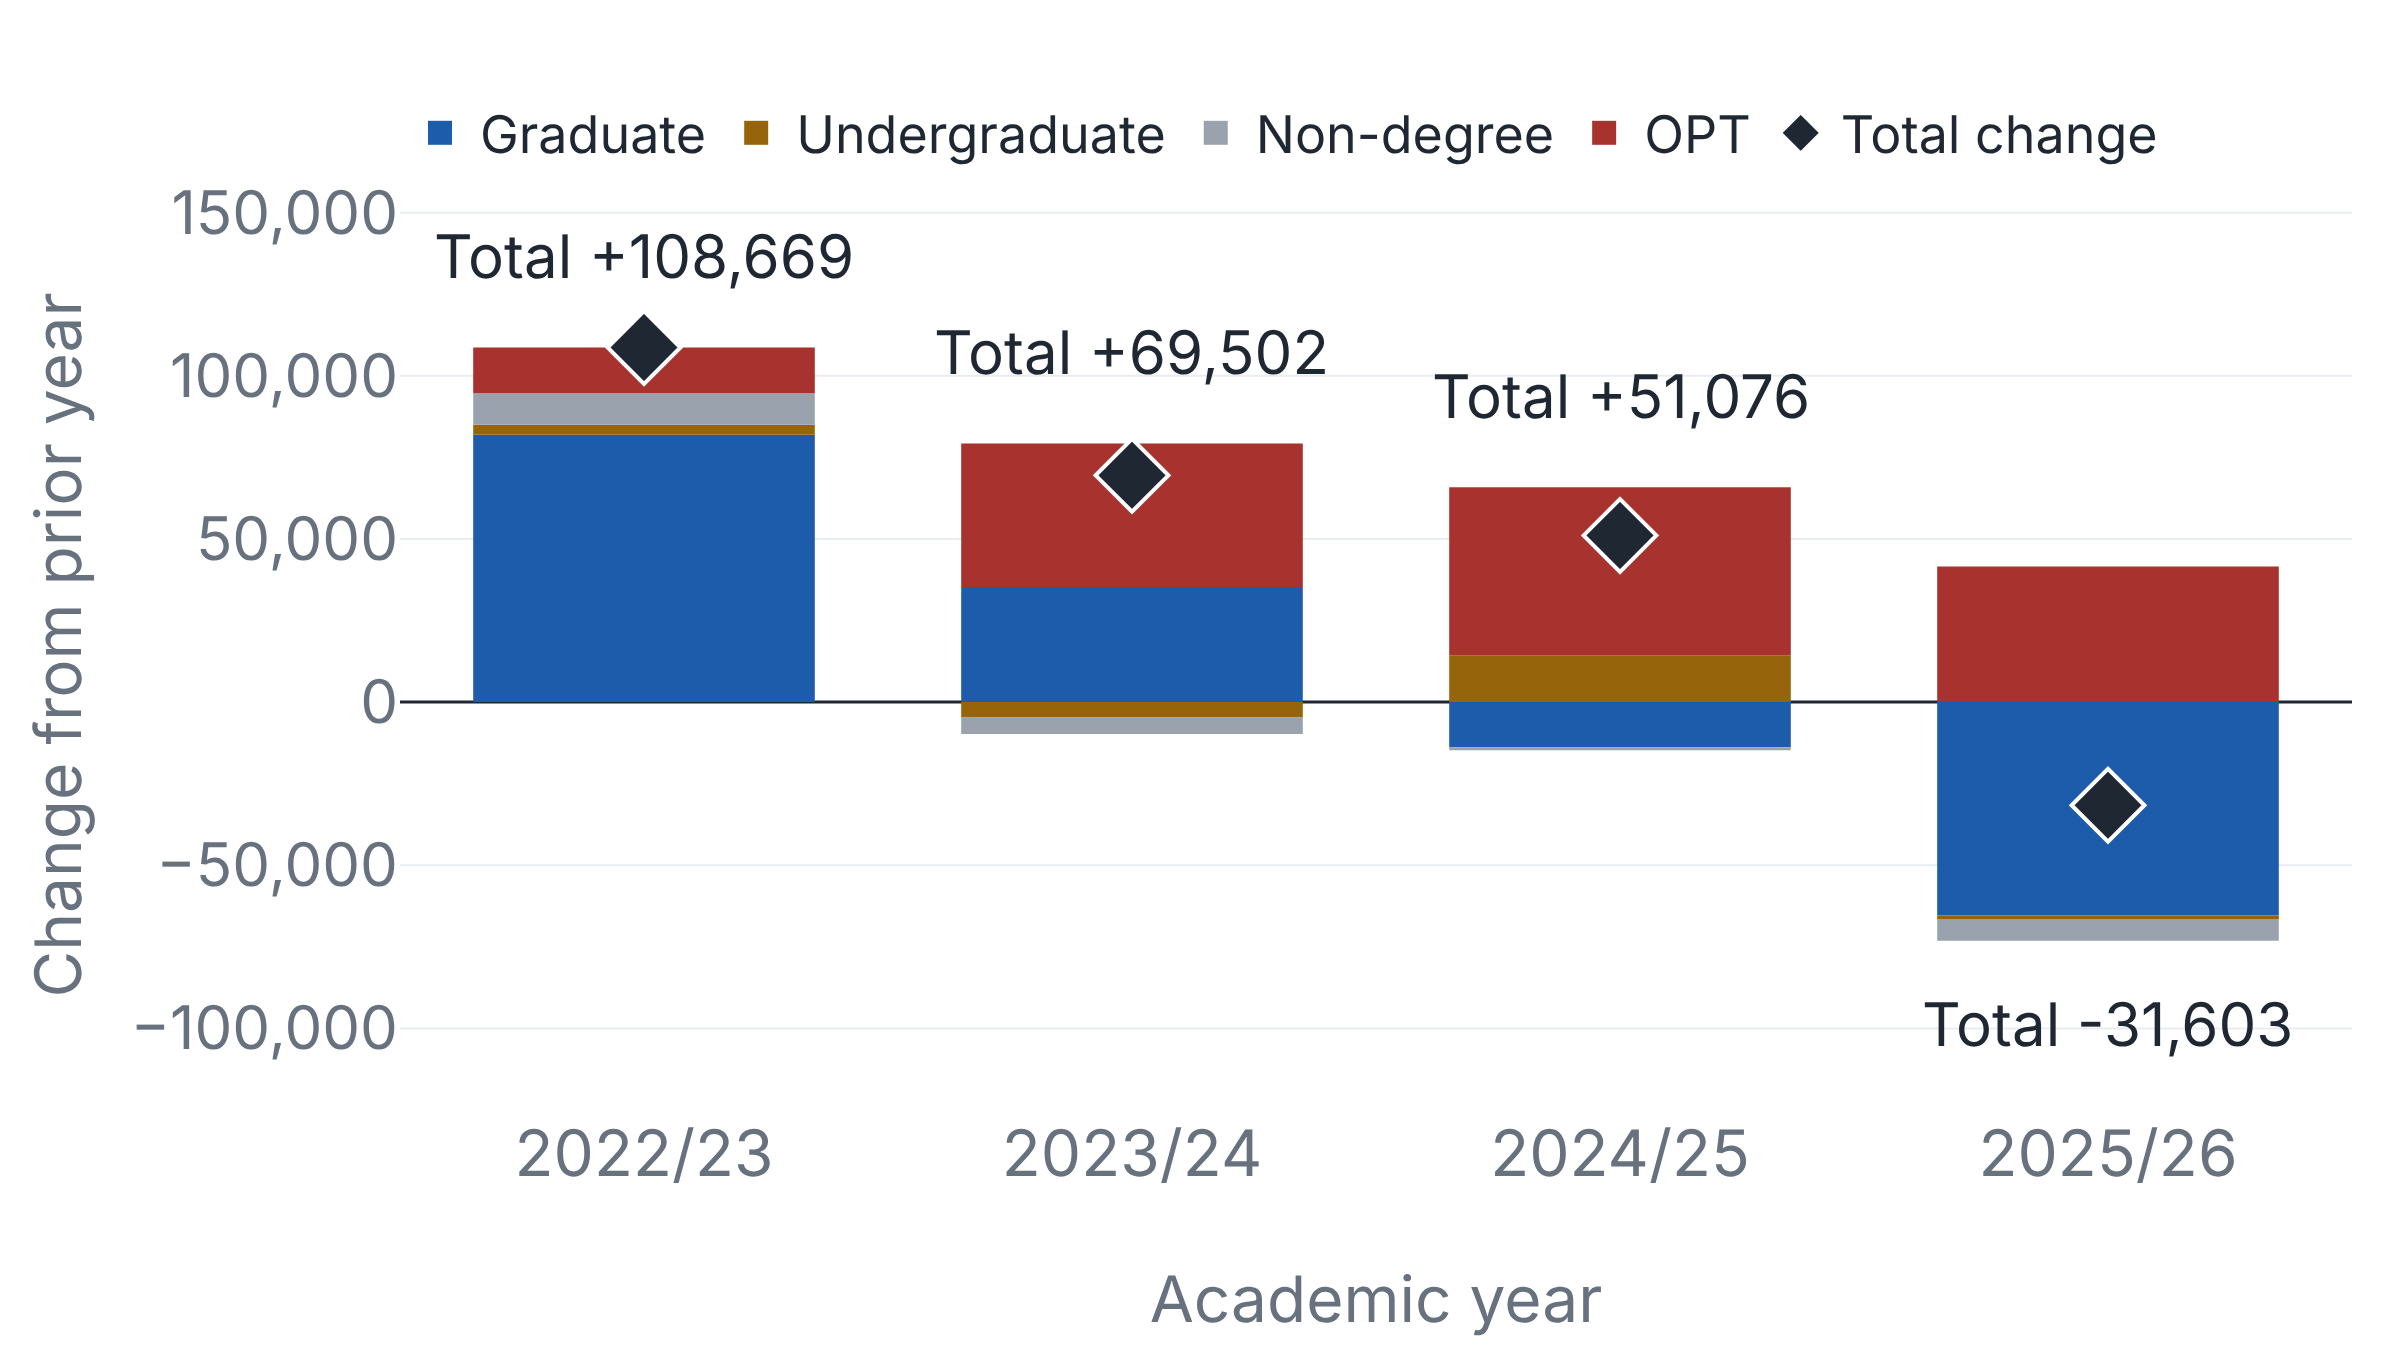 Graduate Undergraduate Non-degree OPT Total change
150,000
100,000
50,000
0
−50,000
−100,000
Change from prior year
Total +108,669
Total +69,502
Total +51,076
Total -31,603
2022/23 2023/24 2024/25 2025/26
Academic year